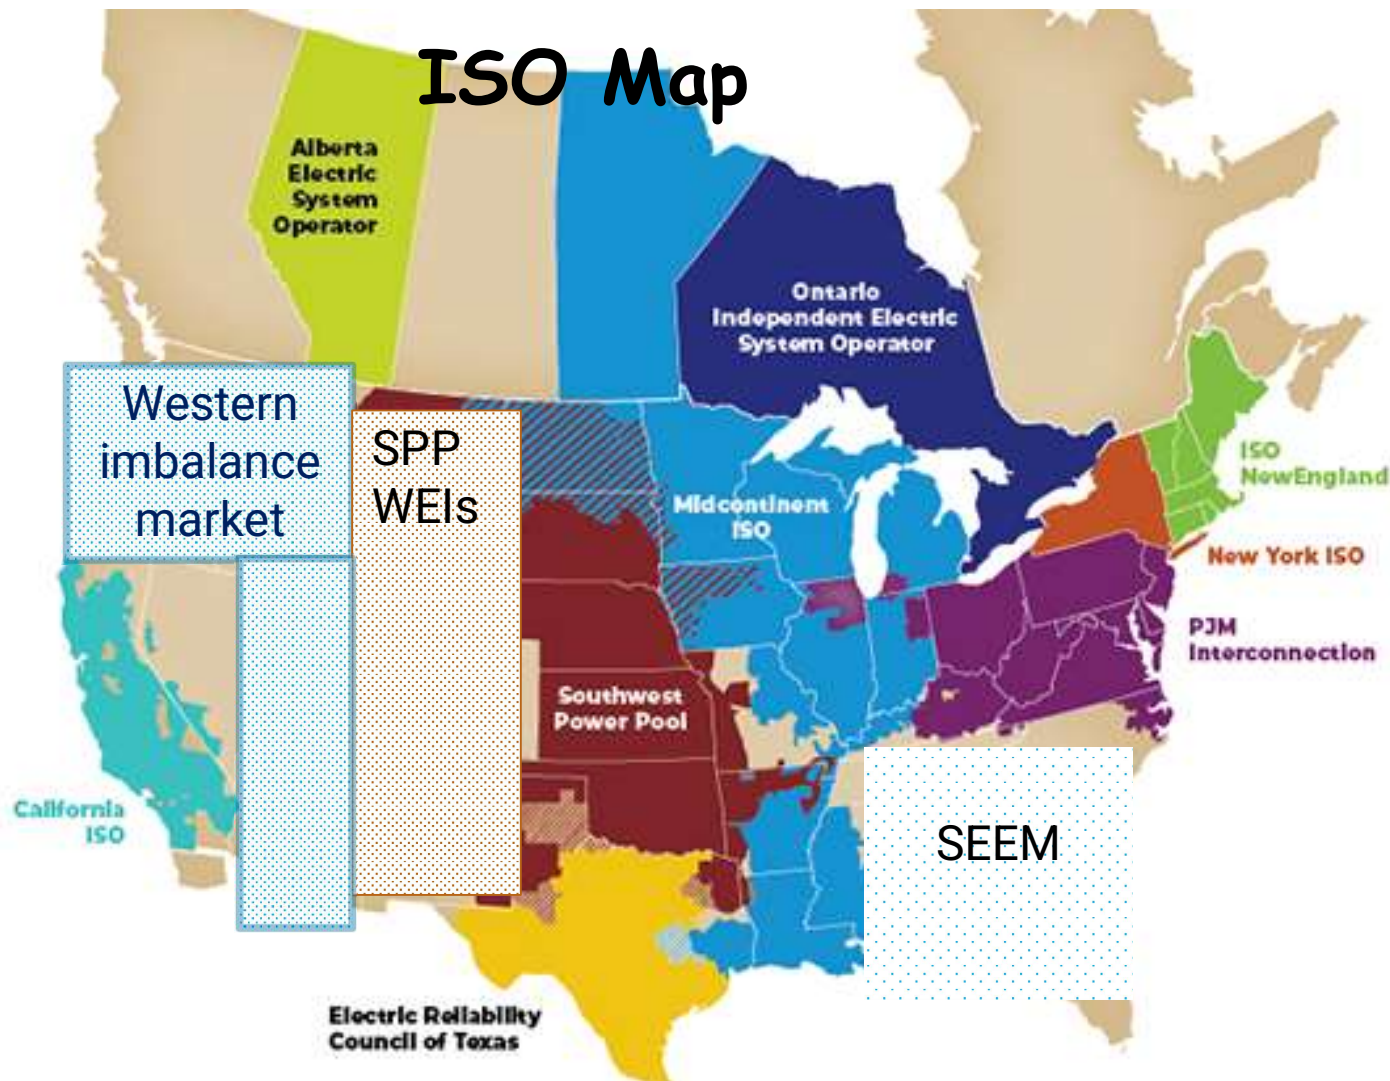 ISO Map
Alberta
Electric
System
Operator
Ontario
Independent Electric
System Operator
Western
imbalance
market
SPP
WEIs
Midcontinent
ISO
ISO
NewEngland
New York ISO
PJM
Interconnection
Southwest
Power Pool
California
ISO
SEEM
Electric Reliability
Council of Texas